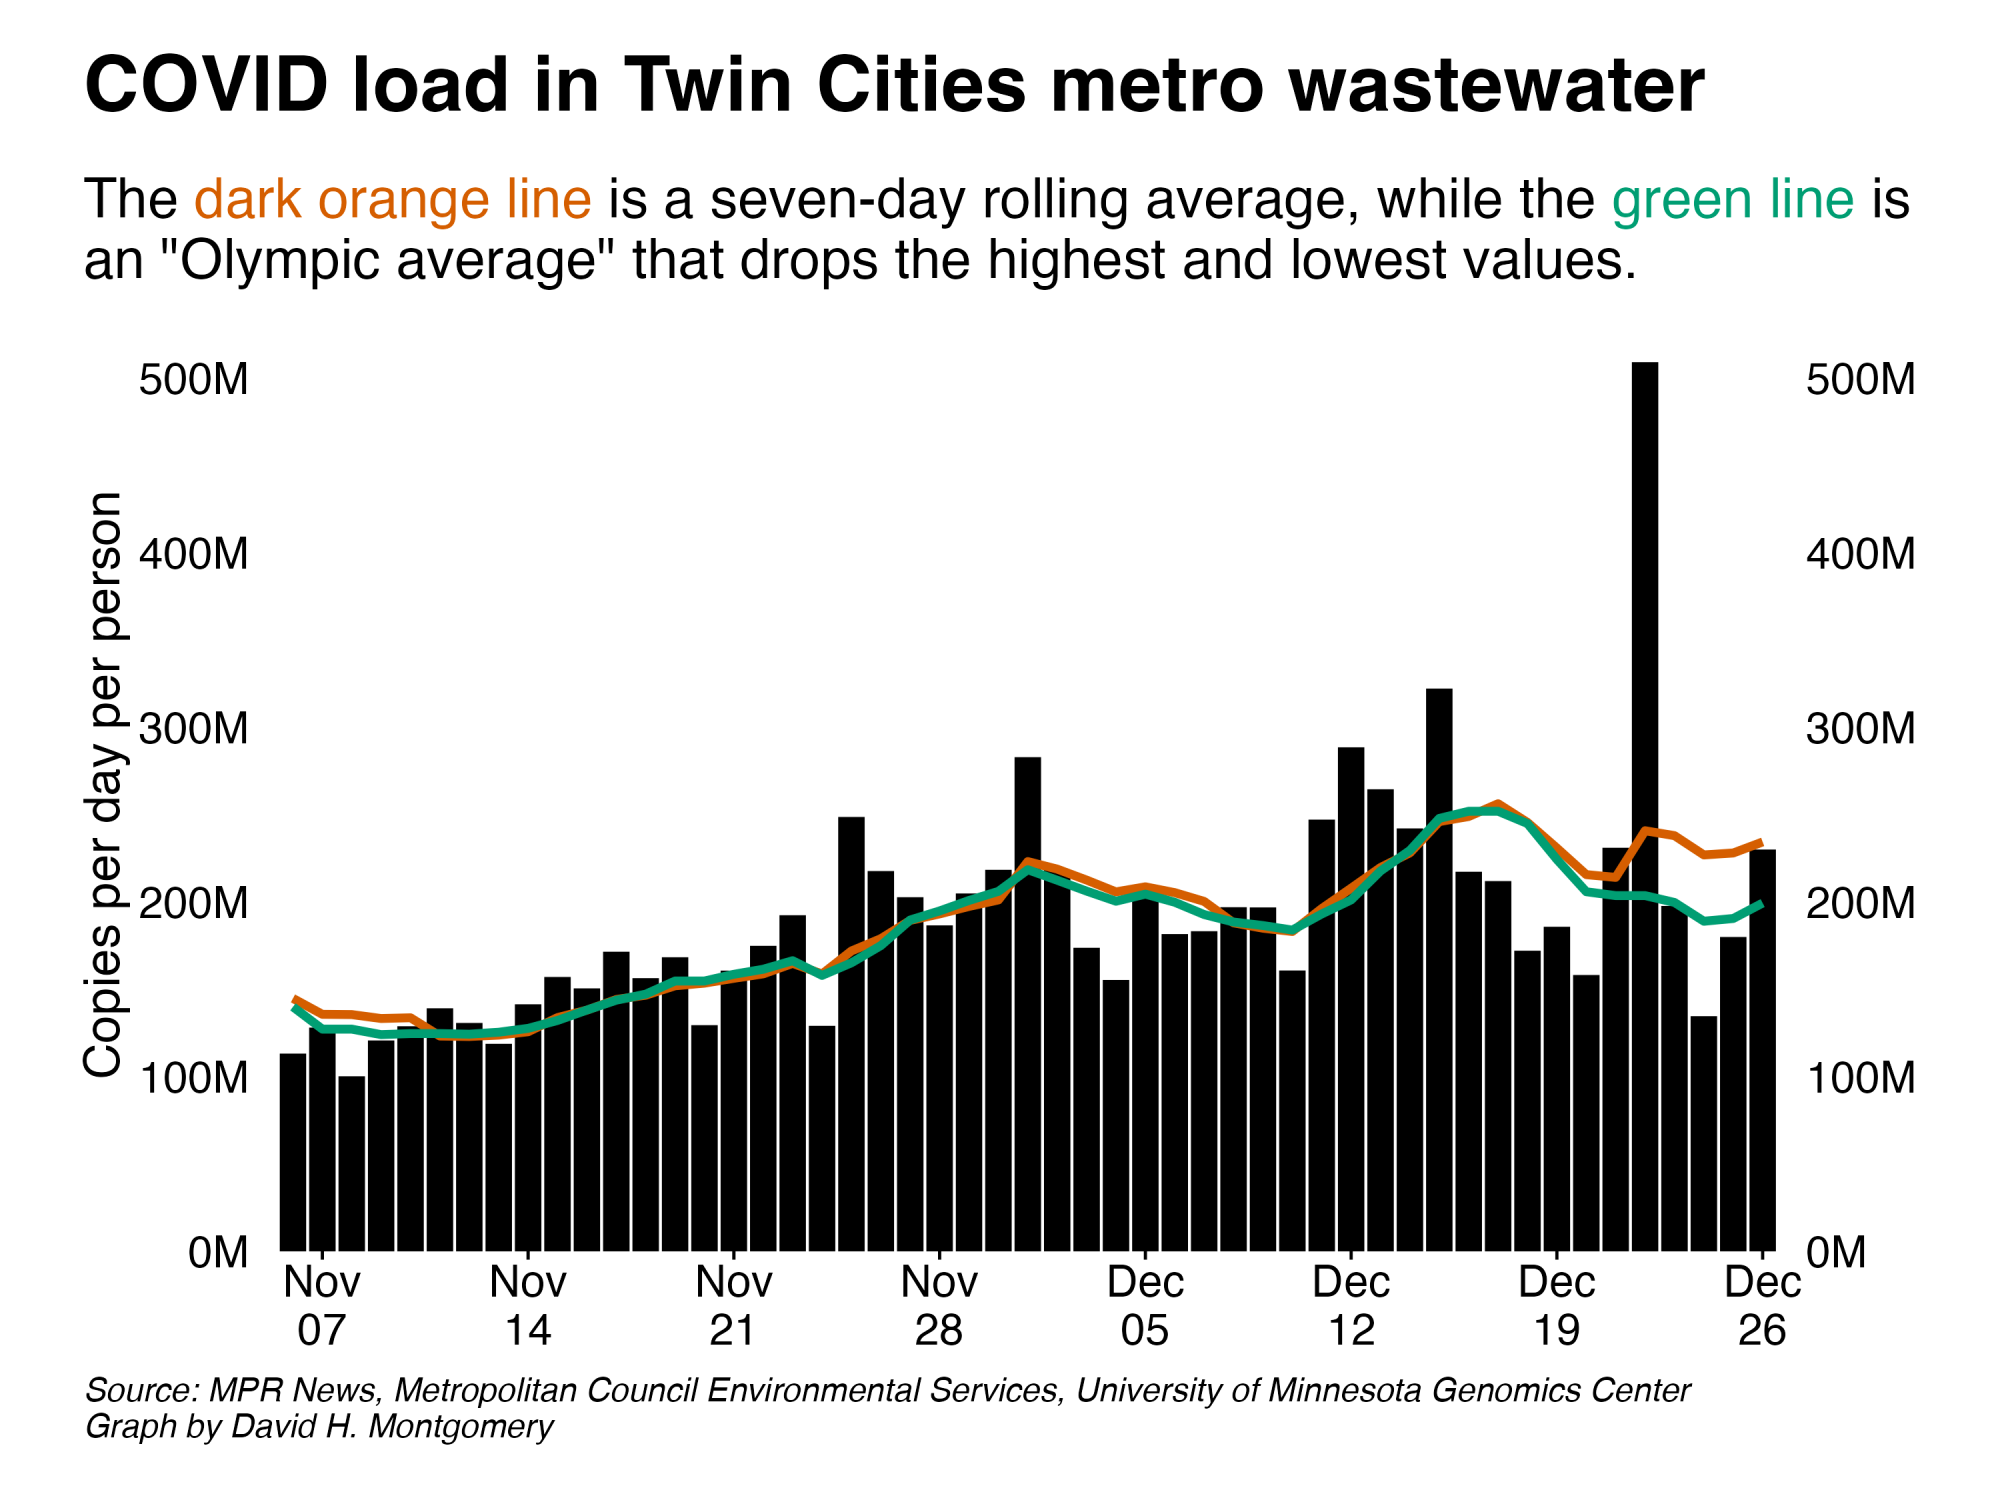 COVID load in Twin Cities metro wastewater
The dark orange line is a seven-day rolling average, while the green line is
an "Olympic average" that drops the highest and lowest values.
Copies per day per person
500M
400M
300M
200M
100M
0M
500M
400M
300M
200M
100M
0M
Nov 07
Nov 14
Nov 21
Nov 28
Dec 05
Dec 12
Dec 19
Dec 26
Source: MPR News, Metropolitan Council Environmental Services, University of Minnesota Genomics Center
Graph by David H. Montgomery